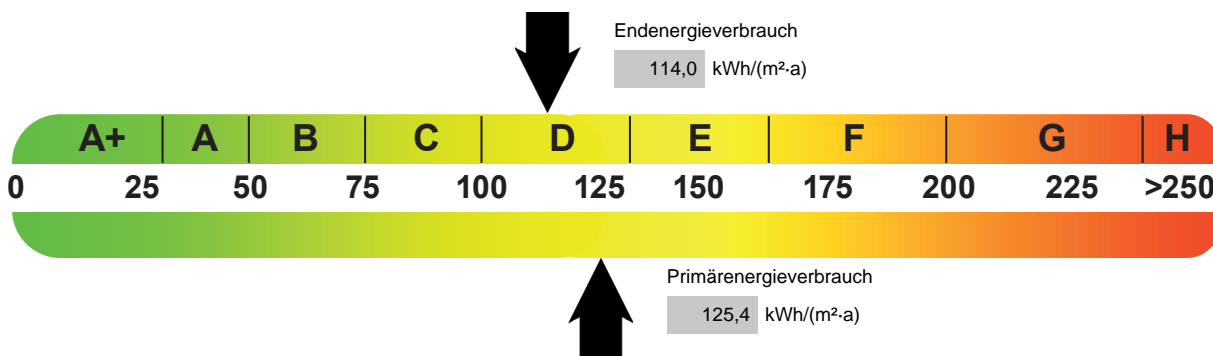 Endenergieverbrauch
114,0 kWh/(m²·a)
A+ A B C D E F G H
0 25 50 75 100 125 150 175 200 225 >250
Primärenergieverbrauch
125,4 kWh/(m²·a)